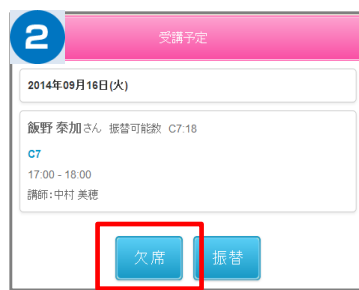 2
受講予定
2014年09月16日(火)
飯野 奏加さん 振替可能数 C7:18
C7
17:00 - 18:00
講師:中村 美穂
欠席 振替